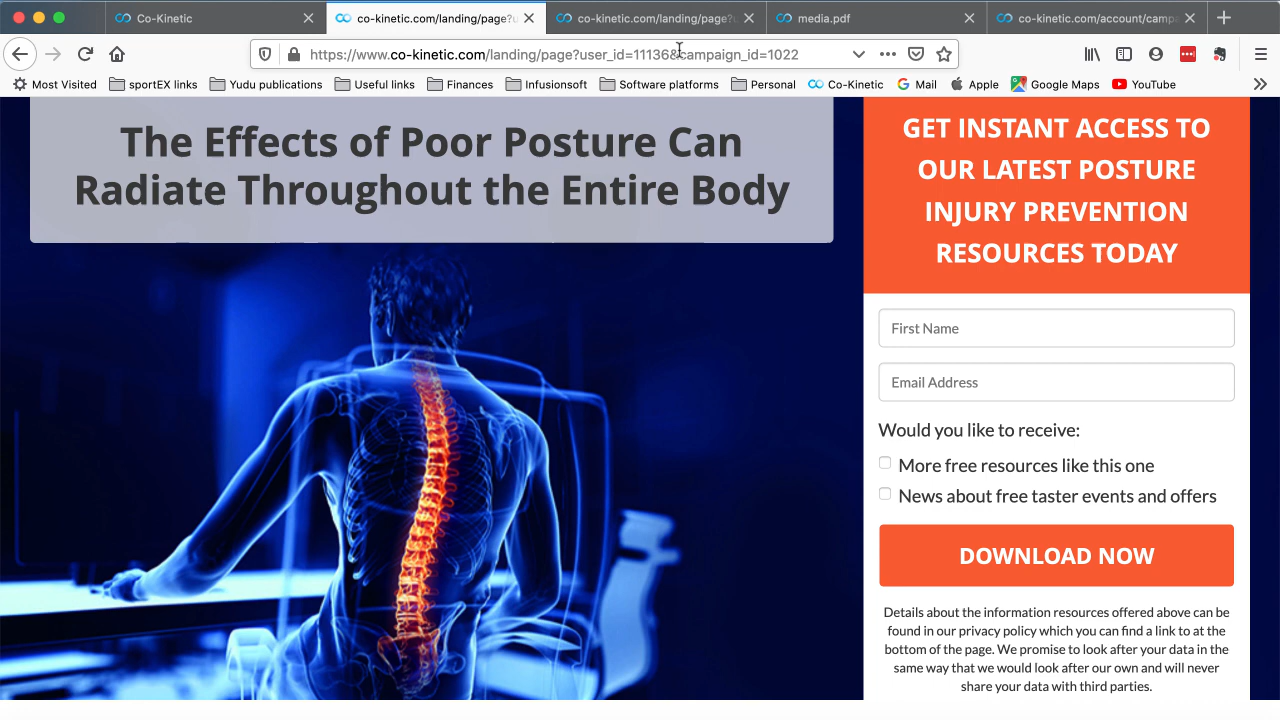 Co-Kinetic
co-kinetic.com/landing/page?u
co-kinetic.com/landing/page?u
media.pdf
co-kinetic.com/account/camp
https://www.co-kinetic.com/landing/page?user_id=11136&campaign_id=1022
Most Visited
sportEX links
Yudu publications
Useful links
Finances
Infusionsoft
Software platforms
Personal
Co-Kinetic
Mail
Apple
Google Maps
YouTube
The Effects of Poor Posture Can
Radiate Throughout the Entire Body
GET INSTANT ACCESS TO
OUR LATEST POSTURE
INJURY PREVENTION
RESOURCES TODAY
First Name
Email Address
Would you like to receive:
More free resources like this one
News about free taster events and offers
DOWNLOAD NOW
Details about the information resources offered above can be
found in our privacy policy which you can find a link to at the
bottom of the page. We promise to look after your data in the
same way that we would look after our own and will never
share your data with third parties.